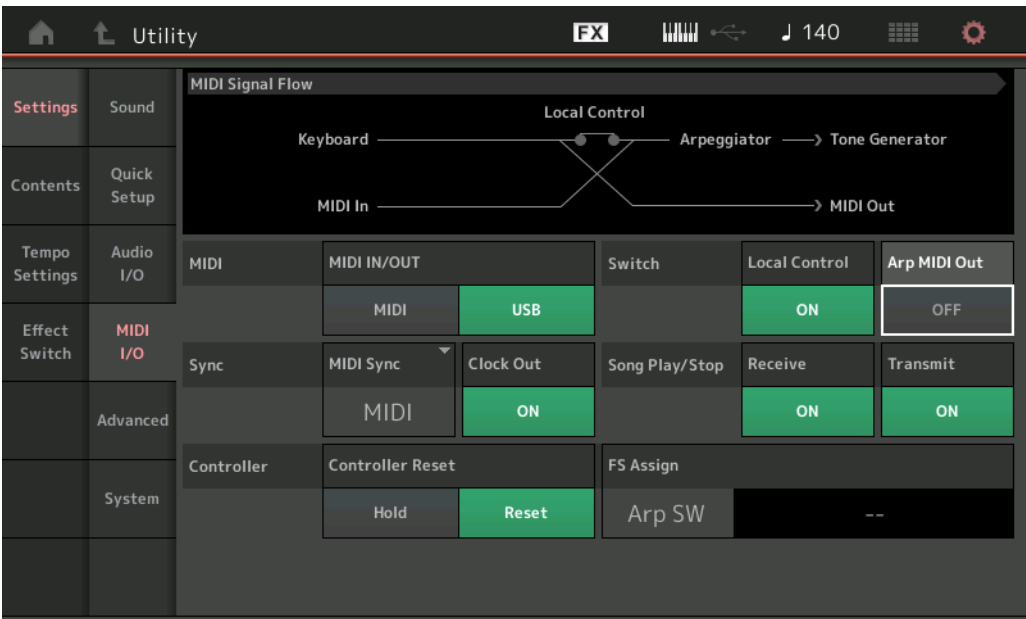 Utility
FX
♩ 140
Settings
Sound
MIDI Signal Flow
Local Control
Keyboard
Arpeggiator
Tone Generator
MIDI In
MIDI Out
Contents
Quick
Setup
Tempo
Settings
Audio
I/O
MIDI
MIDI IN/OUT
Switch
Local Control
Arp MIDI Out
MIDI
USB
ON
OFF
Effect
Switch
MIDI
I/O
Sync
MIDI Sync
Clock Out
Song Play/Stop
Receive
Transmit
MIDI
ON
ON
ON
Advanced
Controller
Controller Reset
FS Assign
System
Hold
Reset
Arp SW
--